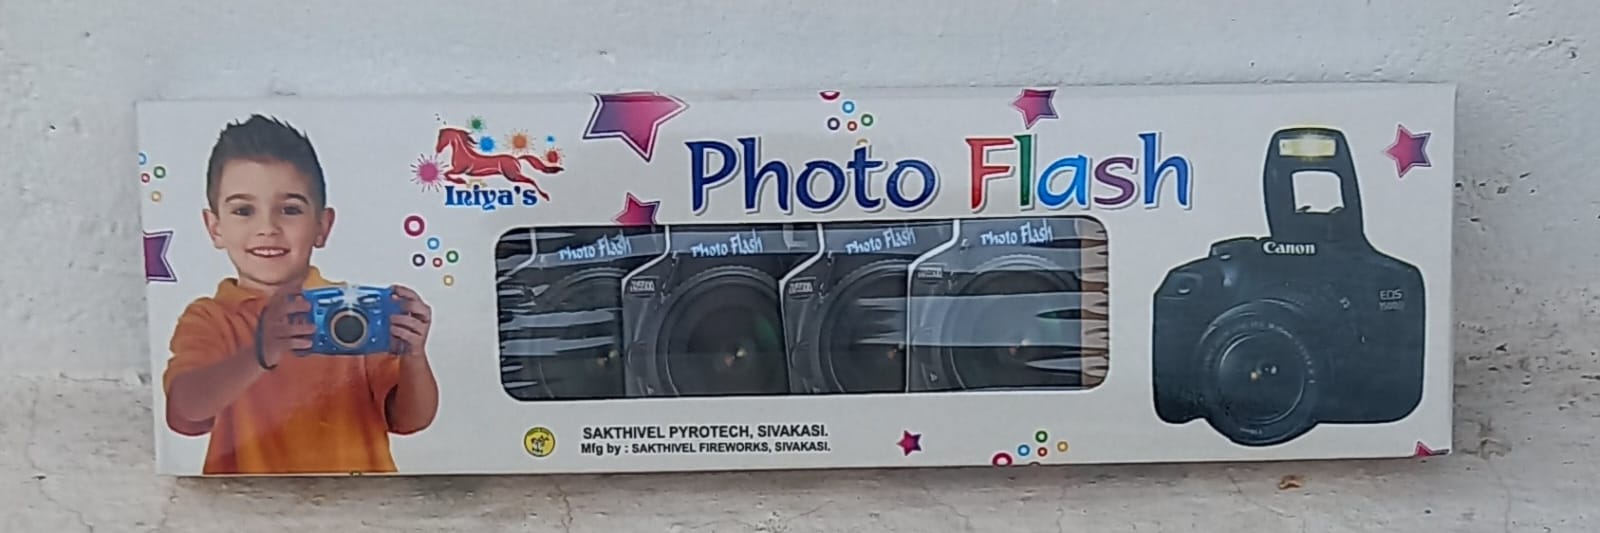 Iniya's
Photo Flash
Photo Flash
Photo Flash
Photo Flash
Photo Flash
Canon
EOS
SAKTHIVEL PYROTECH, SIVAKASI.
Mfg by : SAKTHIVEL FIREWORKS, SIVAKASI.